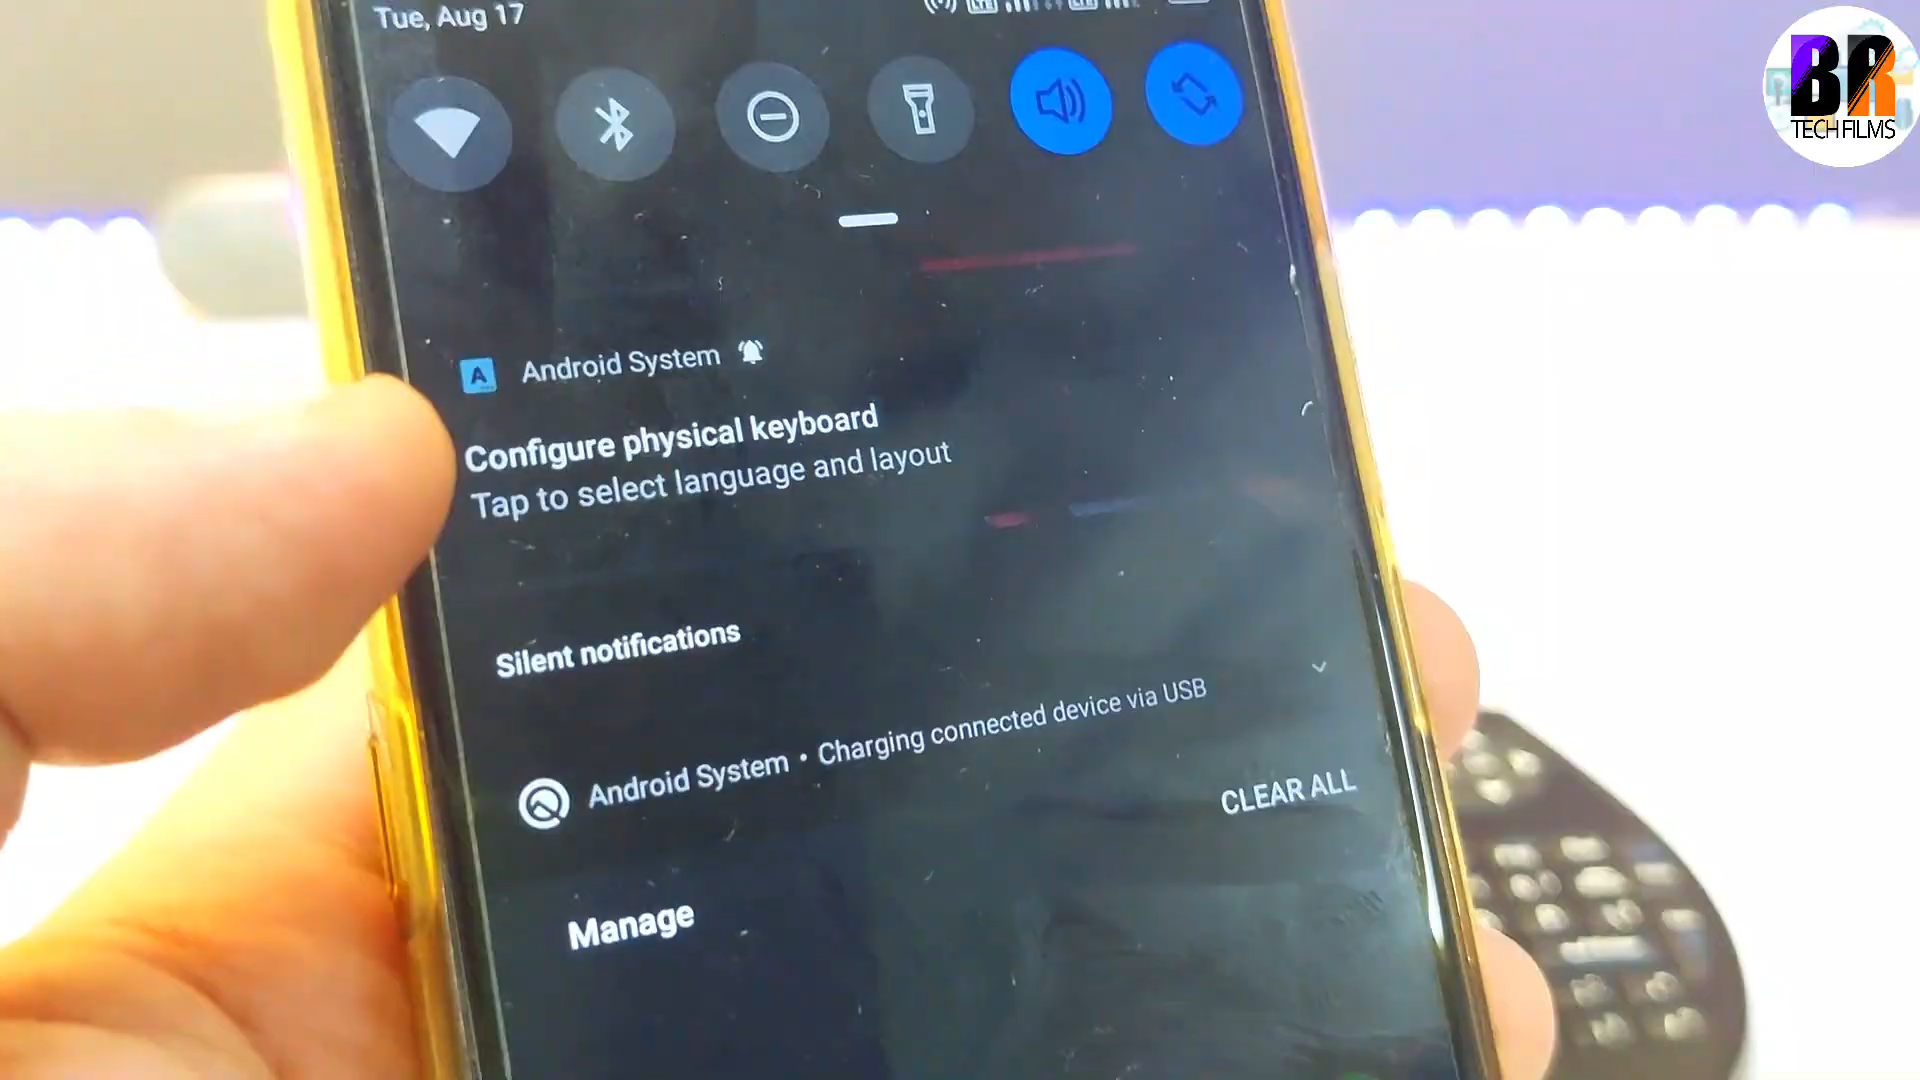 Tue, Aug 17
BR
TECH FILMS
A
Android System
Configure physical keyboard
Tap to select language and layout
Silent notifications
Android System • Charging connected device via USB
CLEAR ALL
Manage